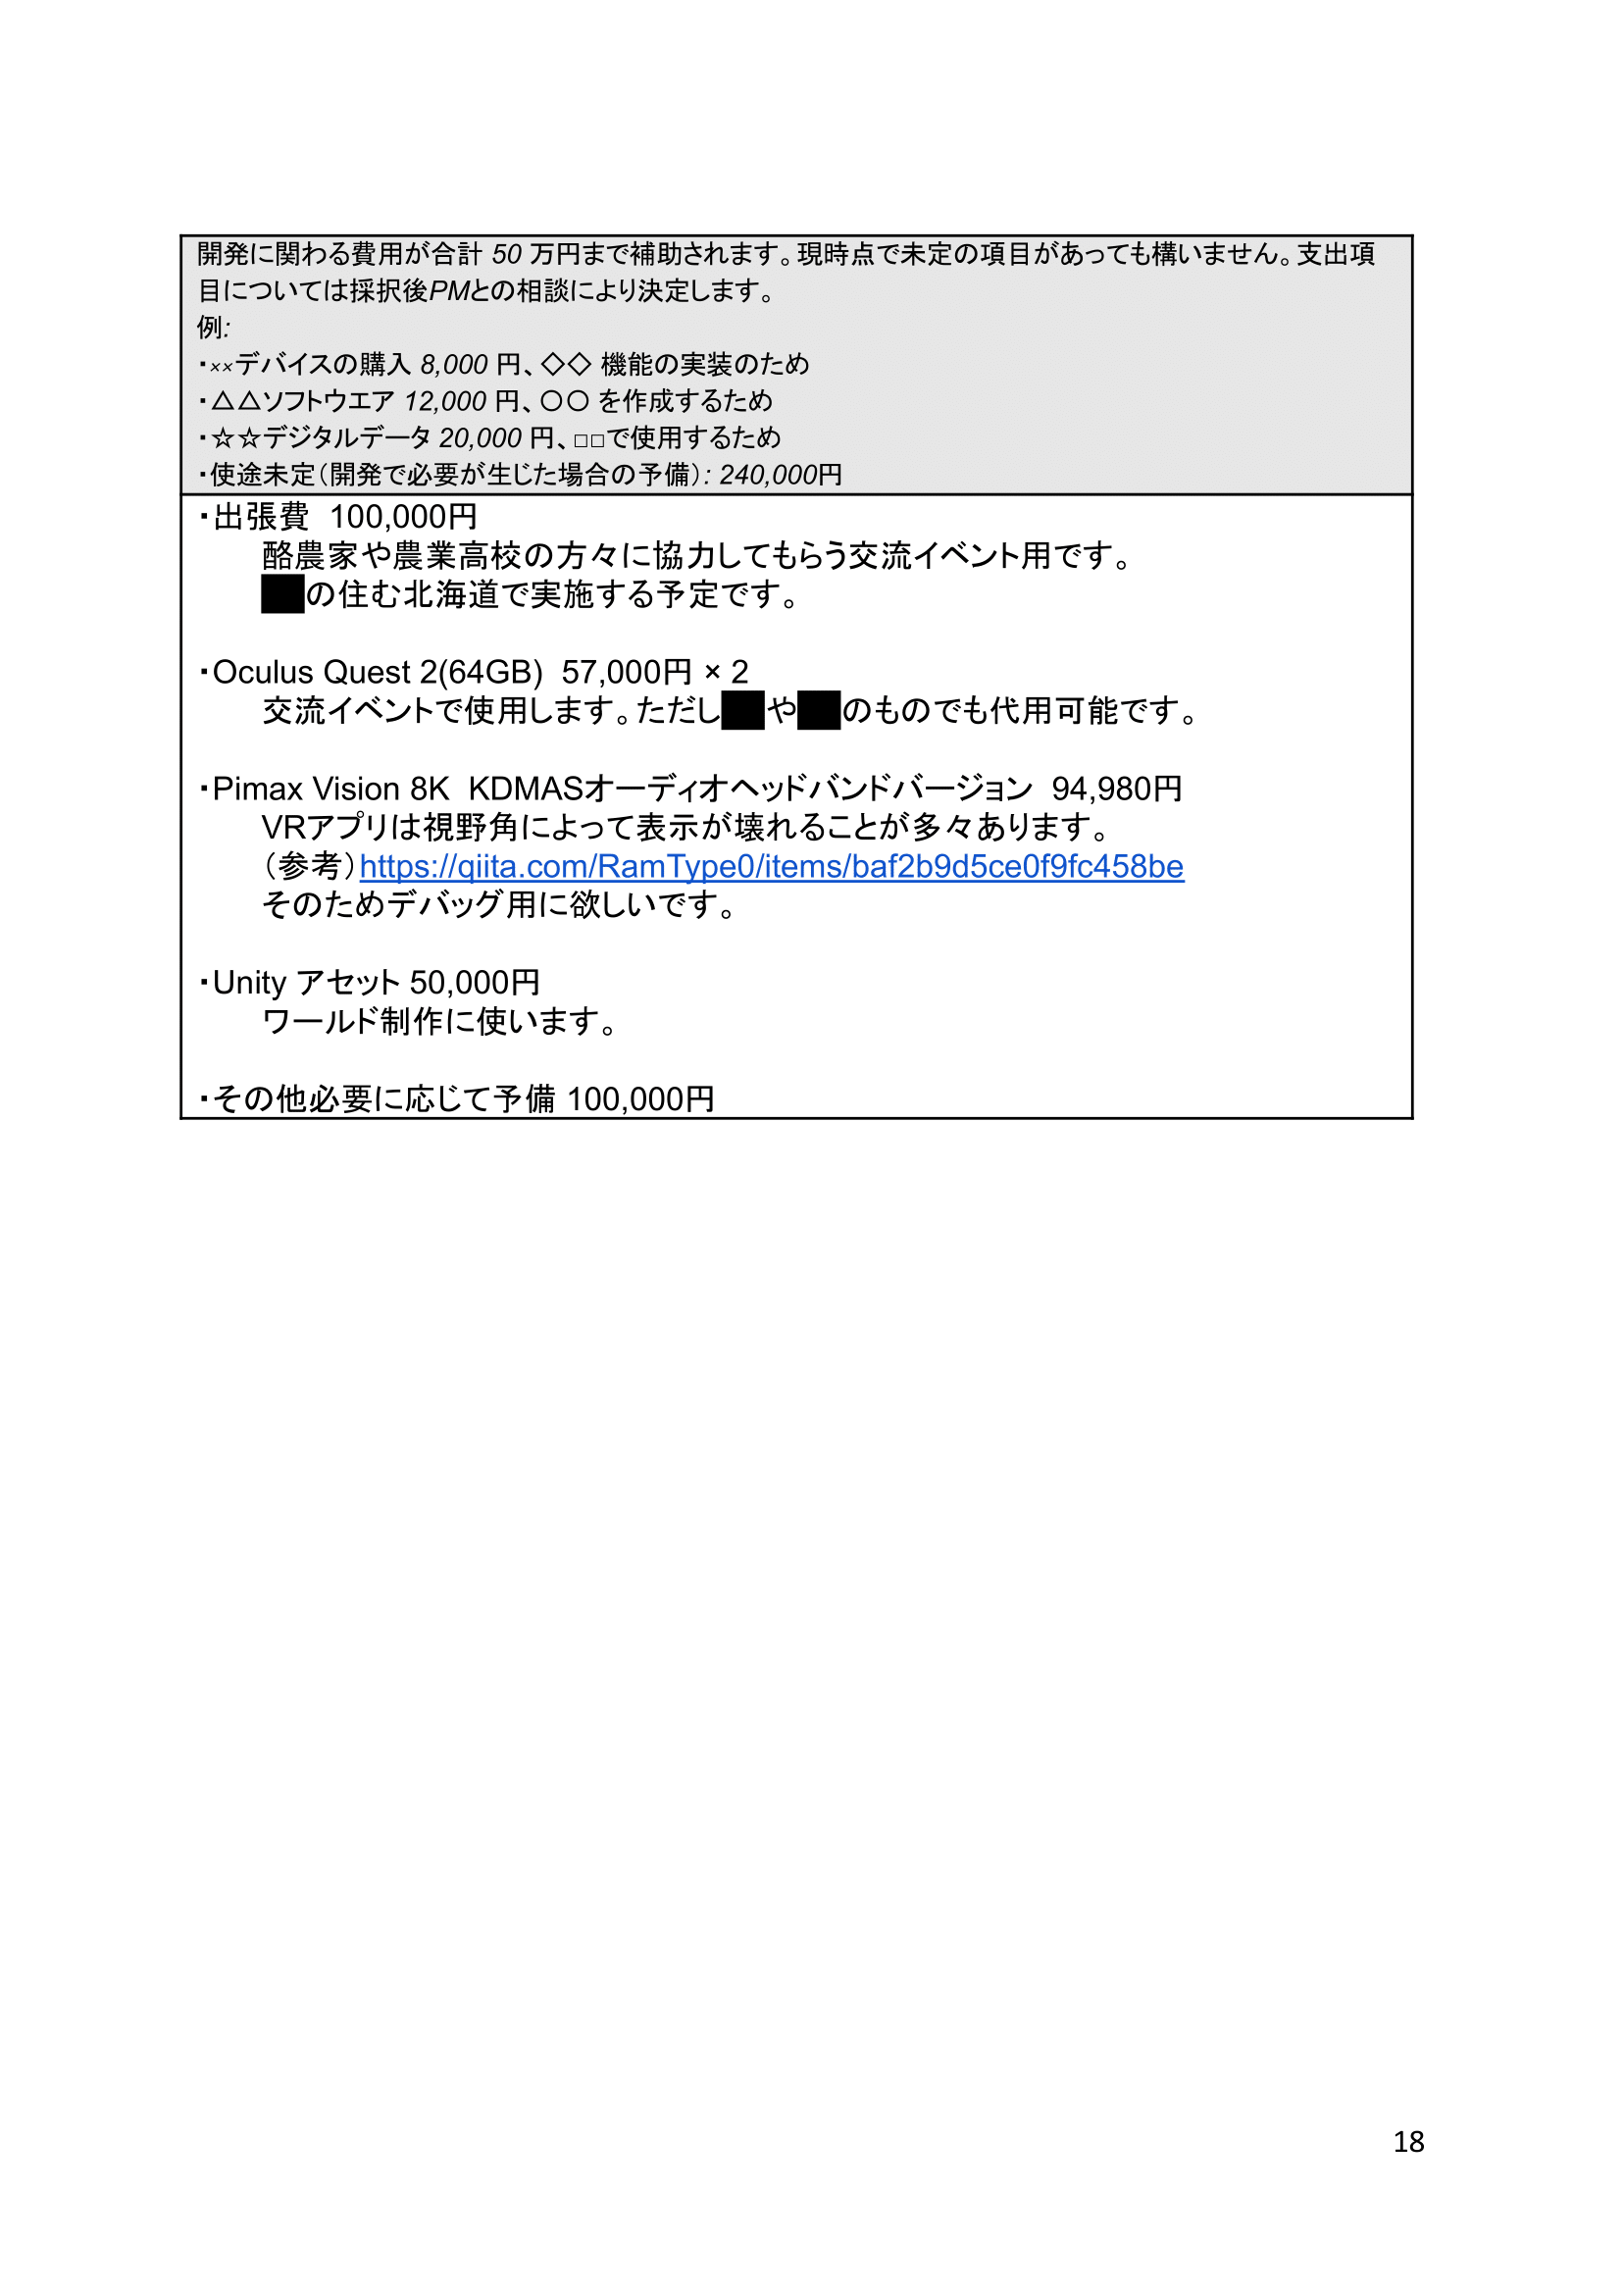 開発に関わる費用が合計 50 万円まで補助されます。現時点で未定の項目があっても構いません。支出項
目については採択後PMとの相談により決定します。
例:
・××デバイスの購入 8,000 円、◇◇ 機能の実装のため
・△△ソフトウエア 12,000 円、〇〇 を作成するため
・☆☆デジタルデータ 20,000 円、□□で使用するため
・使途未定（開発で必要が生じた場合の予備）: 240,000円
・出張費 100,000円
酪農家や農業高校の方々に協力してもらう交流イベント用です。
の住む北海道で実施する予定です。
・Oculus Quest 2(64GB) 57,000円 × 2
交流イベントで使用します。ただし や のものでも代用可能です。
・Pimax Vision 8K KDMASオーディオヘッドバンドバージョン 94,980円
VRアプリは視野角によって表示が壊れることが多々あります。
（参考）https://qiita.com/RamType0/items/baf2b9d5ce0f9fc458be
そのためデバッグ用に欲しいです。
・Unity アセット 50,000円
ワールド制作に使います。
・その他必要に応じて予備 100,000円
18